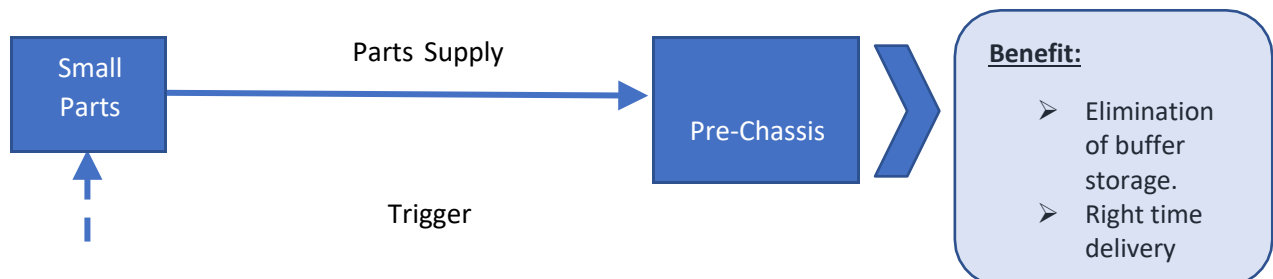 Small
Parts
Parts Supply
Pre-Chassis
Trigger
Benefit:
➢ Elimination
of buffer
storage.
➢ Right time
delivery